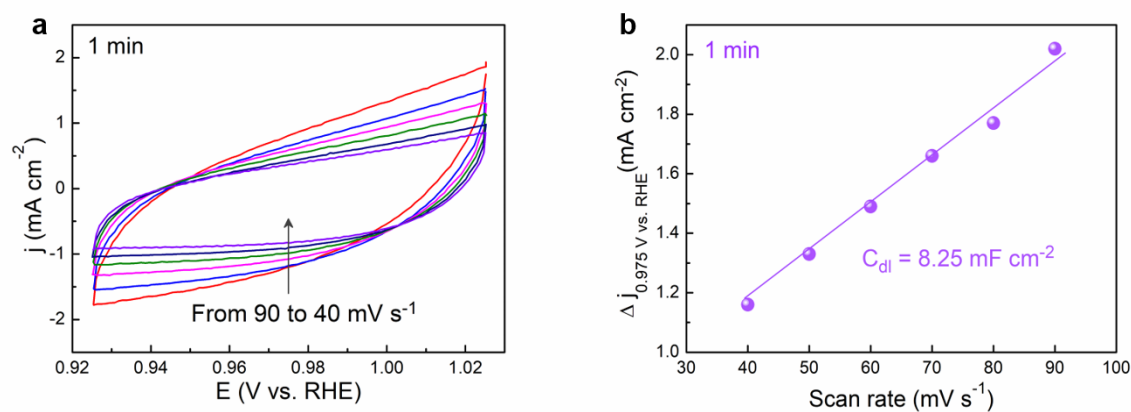 a
1 min
j (mA cm⁻²)
2
1
0
-1
-2
From 90 to 40 mV s⁻¹
0.92 0.94 0.96 0.98 1.00 1.02
E (V vs. RHE)
b
1 min
Δ j0.975 V vs. RHE(mA cm⁻²)
2.0
1.8
1.6
1.4
1.2
1.0
Cdl = 8.25 mF cm⁻²
30 40 50 60 70 80 90 100
Scan rate (mV s⁻¹)